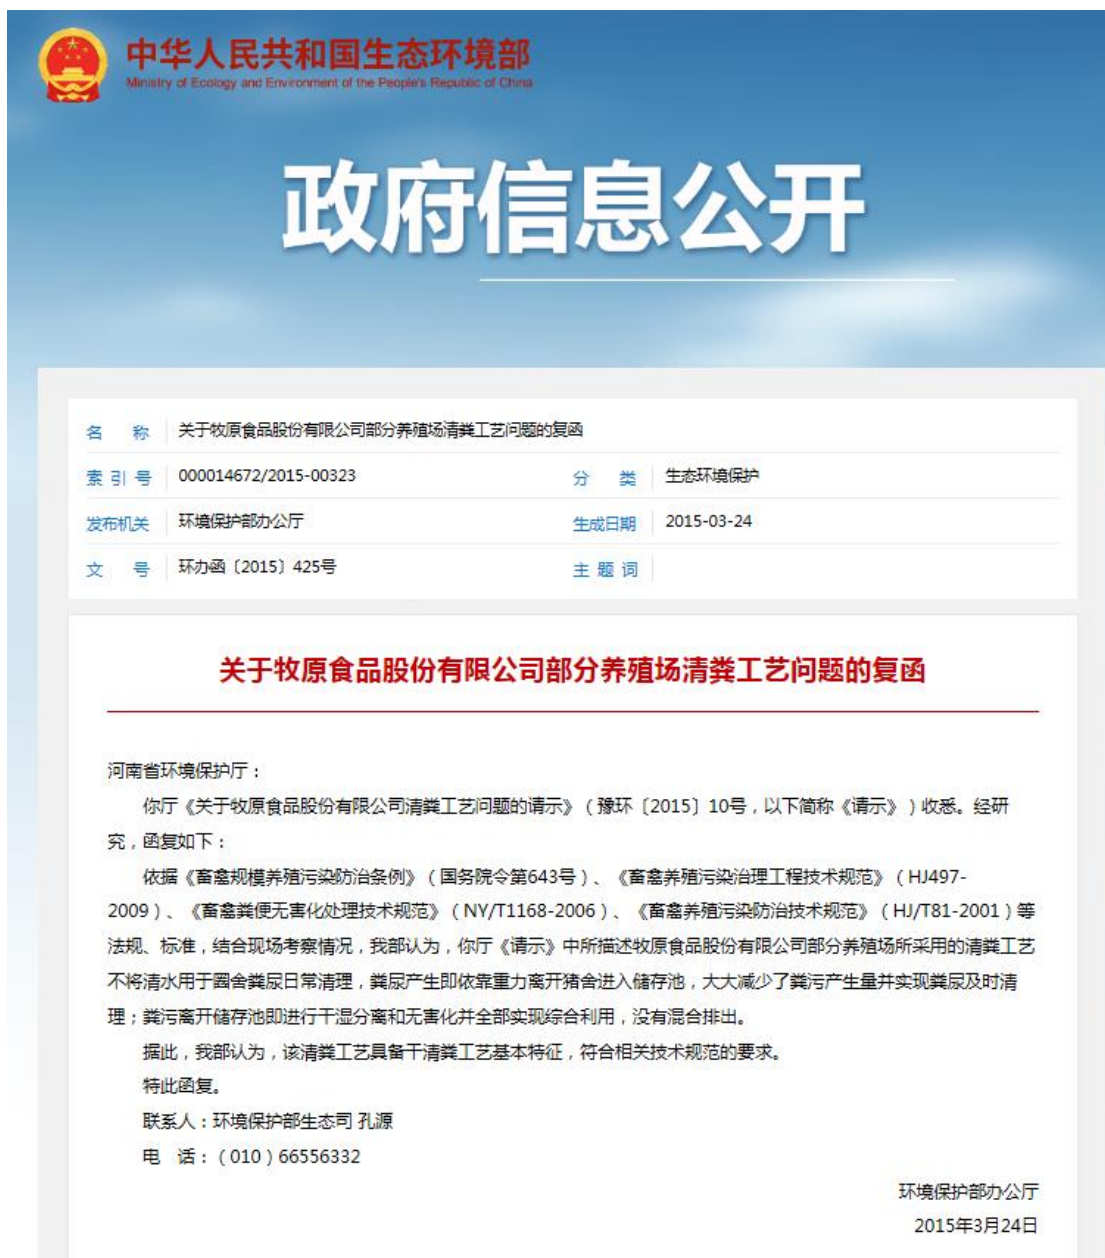 中华人民共和国生态环境部
Ministry of Ecology and Environment of the People's Republic of China
政府信息公开
名 称 关于牧原食品股份有限公司部分养殖场清粪工艺问题的复函
索 引 号 000014672/2015-00323 分 类 生态环境保护
发布机关 环境保护部办公厅 生成日期 2015-03-24
文 号 环办函〔2015〕425号 主 题 词
关于牧原食品股份有限公司部分养殖场清粪工艺问题的复函
河南省环境保护厅：
你厅《关于牧原食品股份有限公司清粪工艺问题的请示》（豫环〔2015〕10号，以下简称《请示》）收悉。经研
究，函复如下：
依据《畜禽规模养殖污染防治条例》（国务院令第643号）、《畜禽养殖污染治理工程技术规范》（HJ497-
2009）、《畜禽粪便无害化处理技术规范》（NY/T1168-2006）、《畜禽养殖污染防治技术规范》（HJ/T81-2001）等
法规、标准，结合现场考察情况，我部认为，你厅《请示》中所描述牧原食品股份有限公司部分养殖场所采用的清粪工艺
不将清水用于圈舍粪尿日常清理，粪尿产生即依靠重力离开猪舍进入储存池，大大减少了粪污产生量并实现粪尿及时清
理；粪污离开储存池即进行干湿分离和无害化并全部实现综合利用，没有混合排出。
据此，我部认为，该清粪工艺具备干清粪工艺基本特征，符合相关技术规范的要求。
特此函复。
联系人：环境保护部生态司 孔源
电 话：（010）66556332
环境保护部办公厅
2015年3月24日